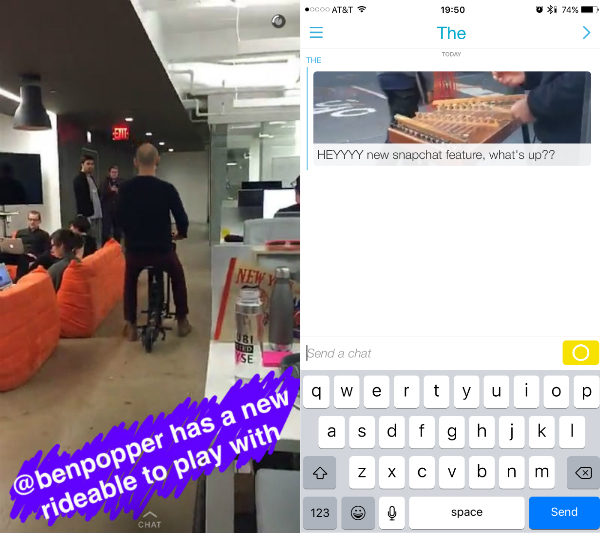 EXIT
NEW Y
YSE
@benpopper has a new
rideable to play with
CHAT
AT&T 19:50 74%
The
TODAY
THE
HEYYYY new snapchat feature, what's up??
Send a chat
q w e r t y u i o p
a s d f g h j k l
z x c v b n m
123 space Send